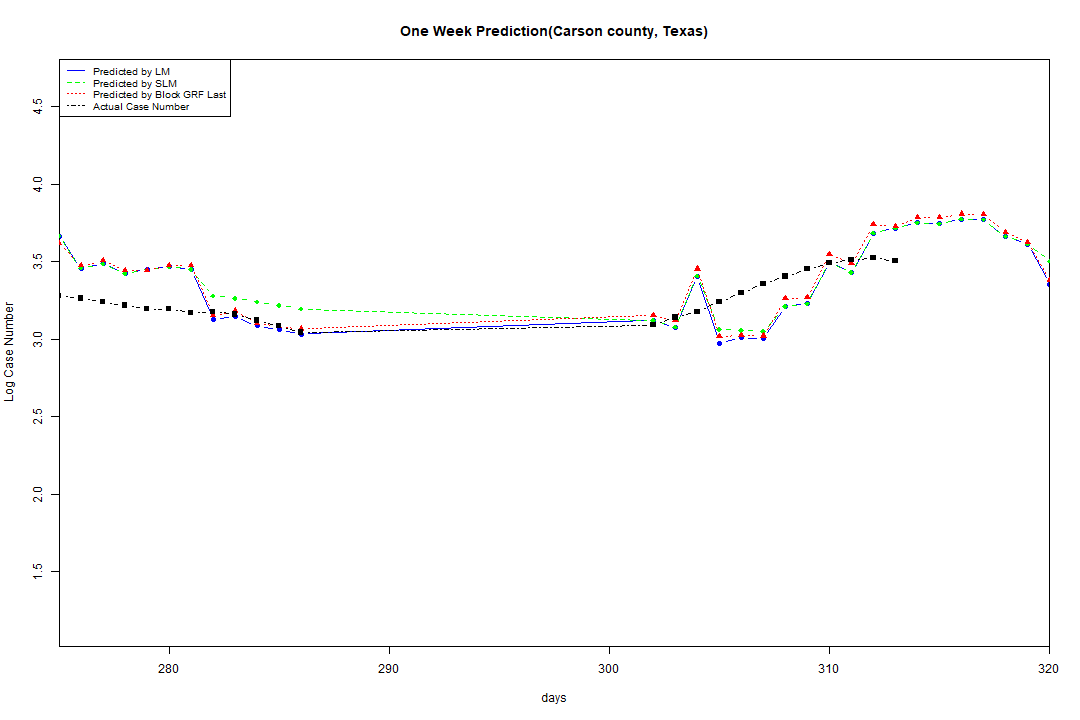 One Week Prediction(Carson county, Texas)
Predicted by LM
Predicted by SLM
Predicted by Block GRF Last
Actual Case Number
4.5
4.0
3.5
3.0
2.5
2.0
1.5
Log Case Number
280
290
300
310
320
days